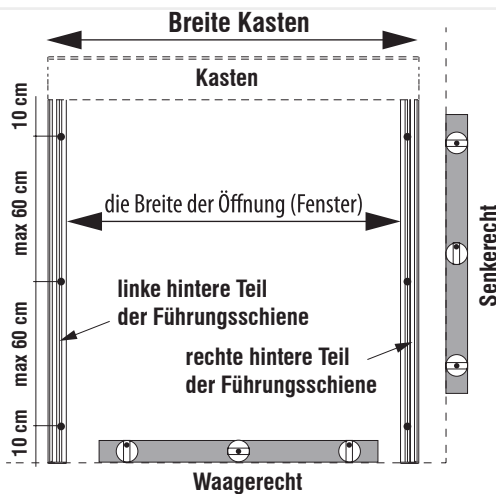 Breite Kasten
Kasten
10 cm
max 60 cm
max 60 cm
10 cm
die Breite der Öffnung (Fenster)
linke hintere Teil
der Führungsschiene
rechte hintere Teil
der Führungsschiene
Senkerecht
Waagerecht